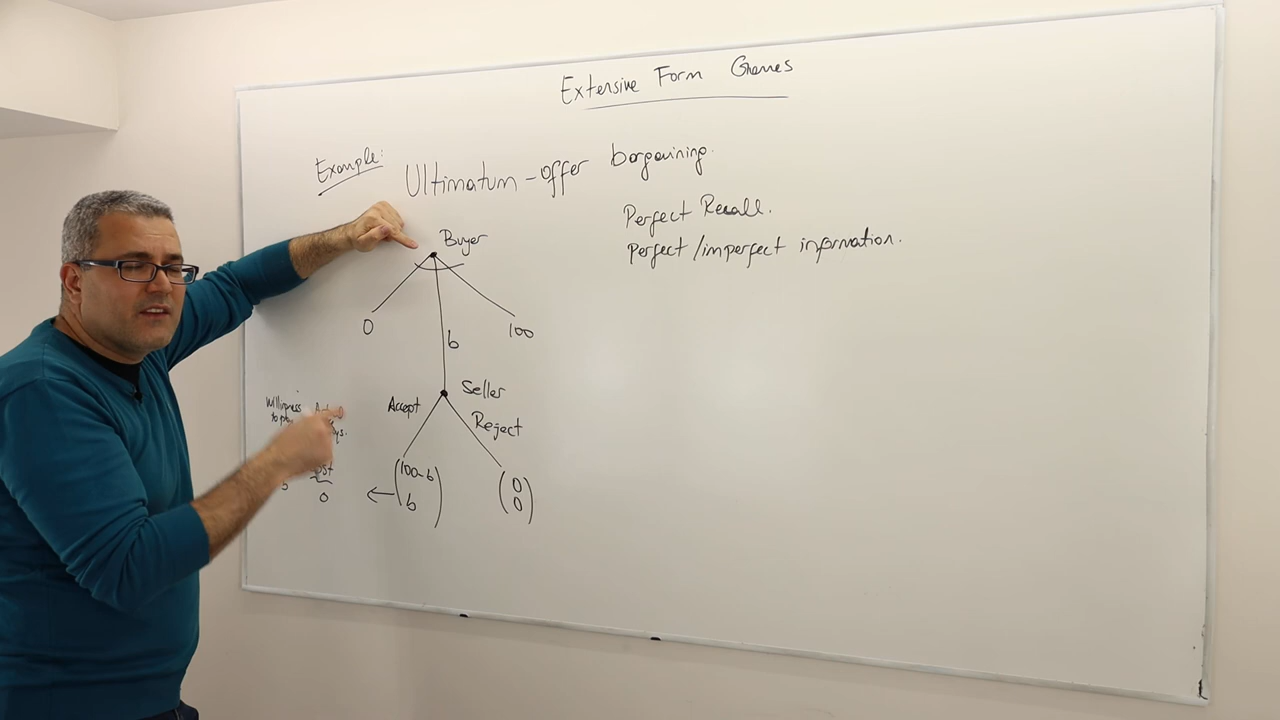 Extensive Form Games
Example:
Ultimatum-offer bargaining.
Perfect Recall.
Perfect/imperfect information.
Buyer
0
100
b
Seller
Accept
Reject
Willingness
100-b
b
0
0
0